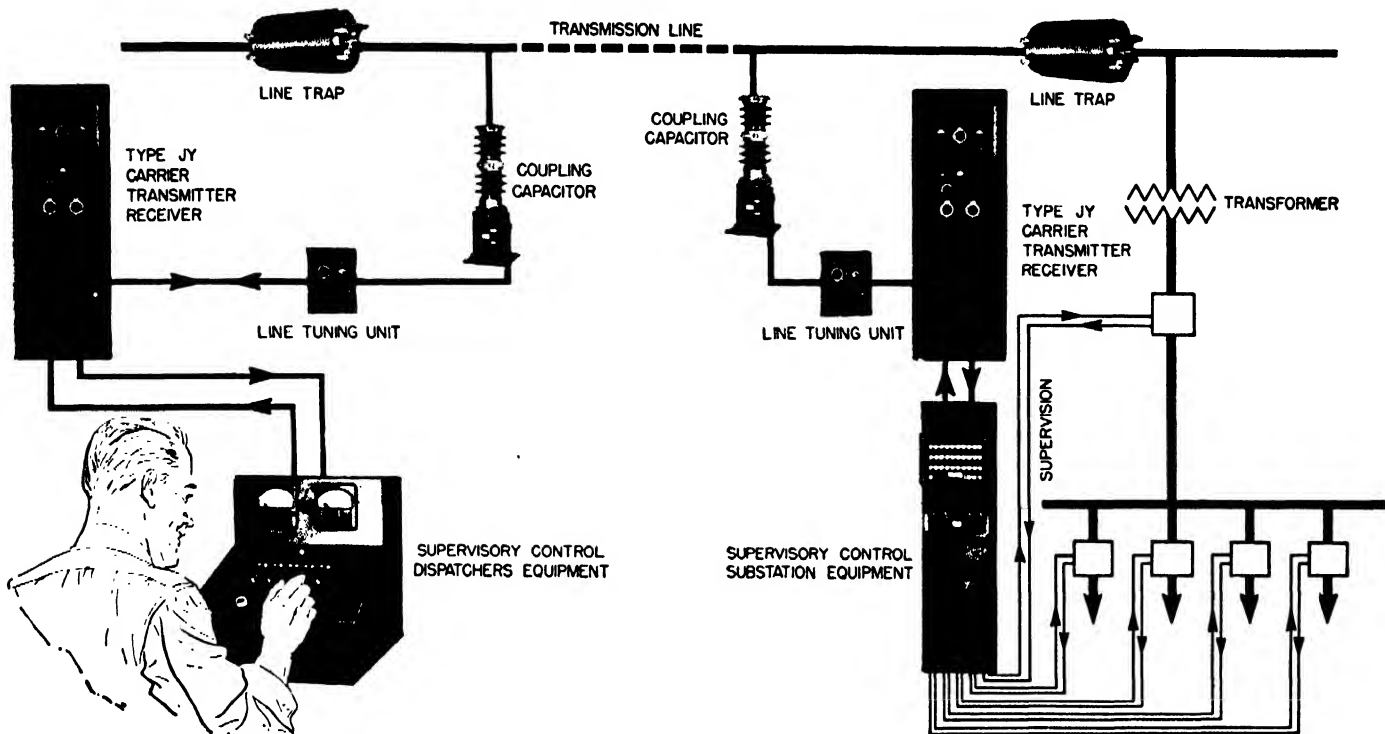 TRANSMISSION LINE
LINE TRAP
LINE TRAP
COUPLING
CAPACITOR
TYPE JY
CARRIER
TRANSMITTER
RECEIVER
COUPLING
CAPACITOR
TYPE JY
CARRIER
TRANSMITTER
RECEIVER
TRANSFORMER
LINE TUNING UNIT
LINE TUNING UNIT
SUPERVISION
SUPERVISORY CONTROL
DISPATCHERS EQUIPMENT
SUPERVISORY CONTROL
SUBSTATION EQUIPMENT